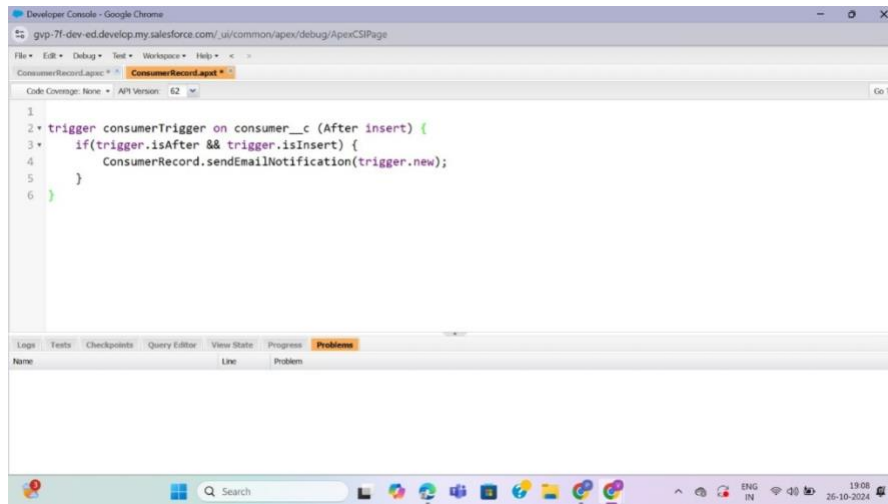 Developer Console - Google Chrome
gvp-7f-dev-ed.develop.my.salesforce.com/_ui/common/apex/debug/ApexCSIPage
File Edit Debug Test Workspace Help < >
ConsumerRecord.apxc * ConsumerRecord.apxt *
Code Coverage: None API Version: 62 Go T
1
2 trigger consumerTrigger on consumer__c (After insert) {
3 if(trigger.isAfter && trigger.isInsert) {
4 ConsumerRecord.sendEmailNotification(trigger.new);
5 }
6 }
Logs Tests Checkpoints Query Editor View State Progress Problems
Name Line Problem
Search
ENG
IN
19:08
26-10-2024